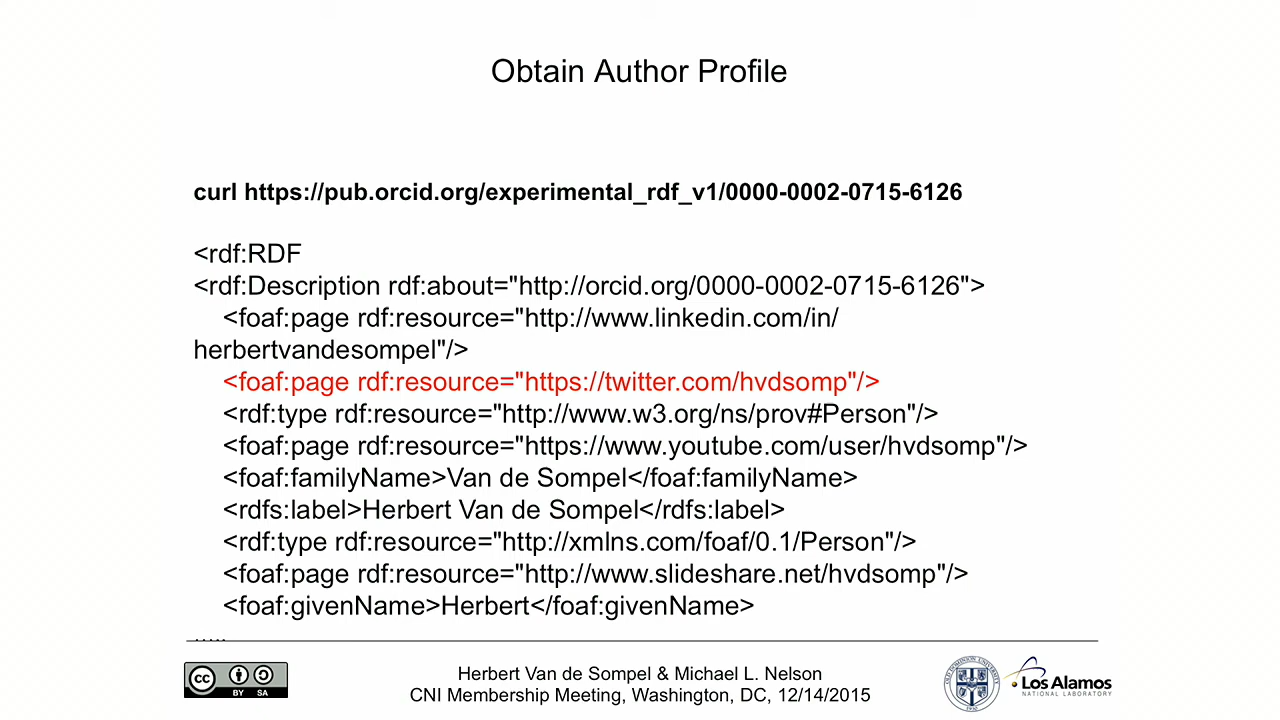 Obtain Author Profile
curl https://pub.orcid.org/experimental_rdf_v1/0000-0002-0715-6126
<rdf:RDF
<rdf:Description rdf:about="http://orcid.org/0000-0002-0715-6126">
<foaf:page rdf:resource="http://www.linkedin.com/in/
herbertvandesompel"/>
<foaf:page rdf:resource="https://twitter.com/hvdsomp"/>
<rdf:type rdf:resource="http://www.w3.org/ns/prov#Person"/>
<foaf:page rdf:resource="https://www.youtube.com/user/hvdsomp"/>
<foaf:familyName>Van de Sompel</foaf:familyName>
<rdfs:label>Herbert Van de Sompel</rdfs:label>
<rdf:type rdf:resource="http://xmlns.com/foaf/0.1/Person"/>
<foaf:page rdf:resource="http://www.slideshare.net/hvdsomp"/>
<foaf:givenName>Herbert</foaf:givenName>
.....
Herbert Van de Sompel & Michael L. Nelson
CNI Membership Meeting, Washington, DC, 12/14/2015
cc
BY SA
Los Alamos
NATIONAL LABORATORY